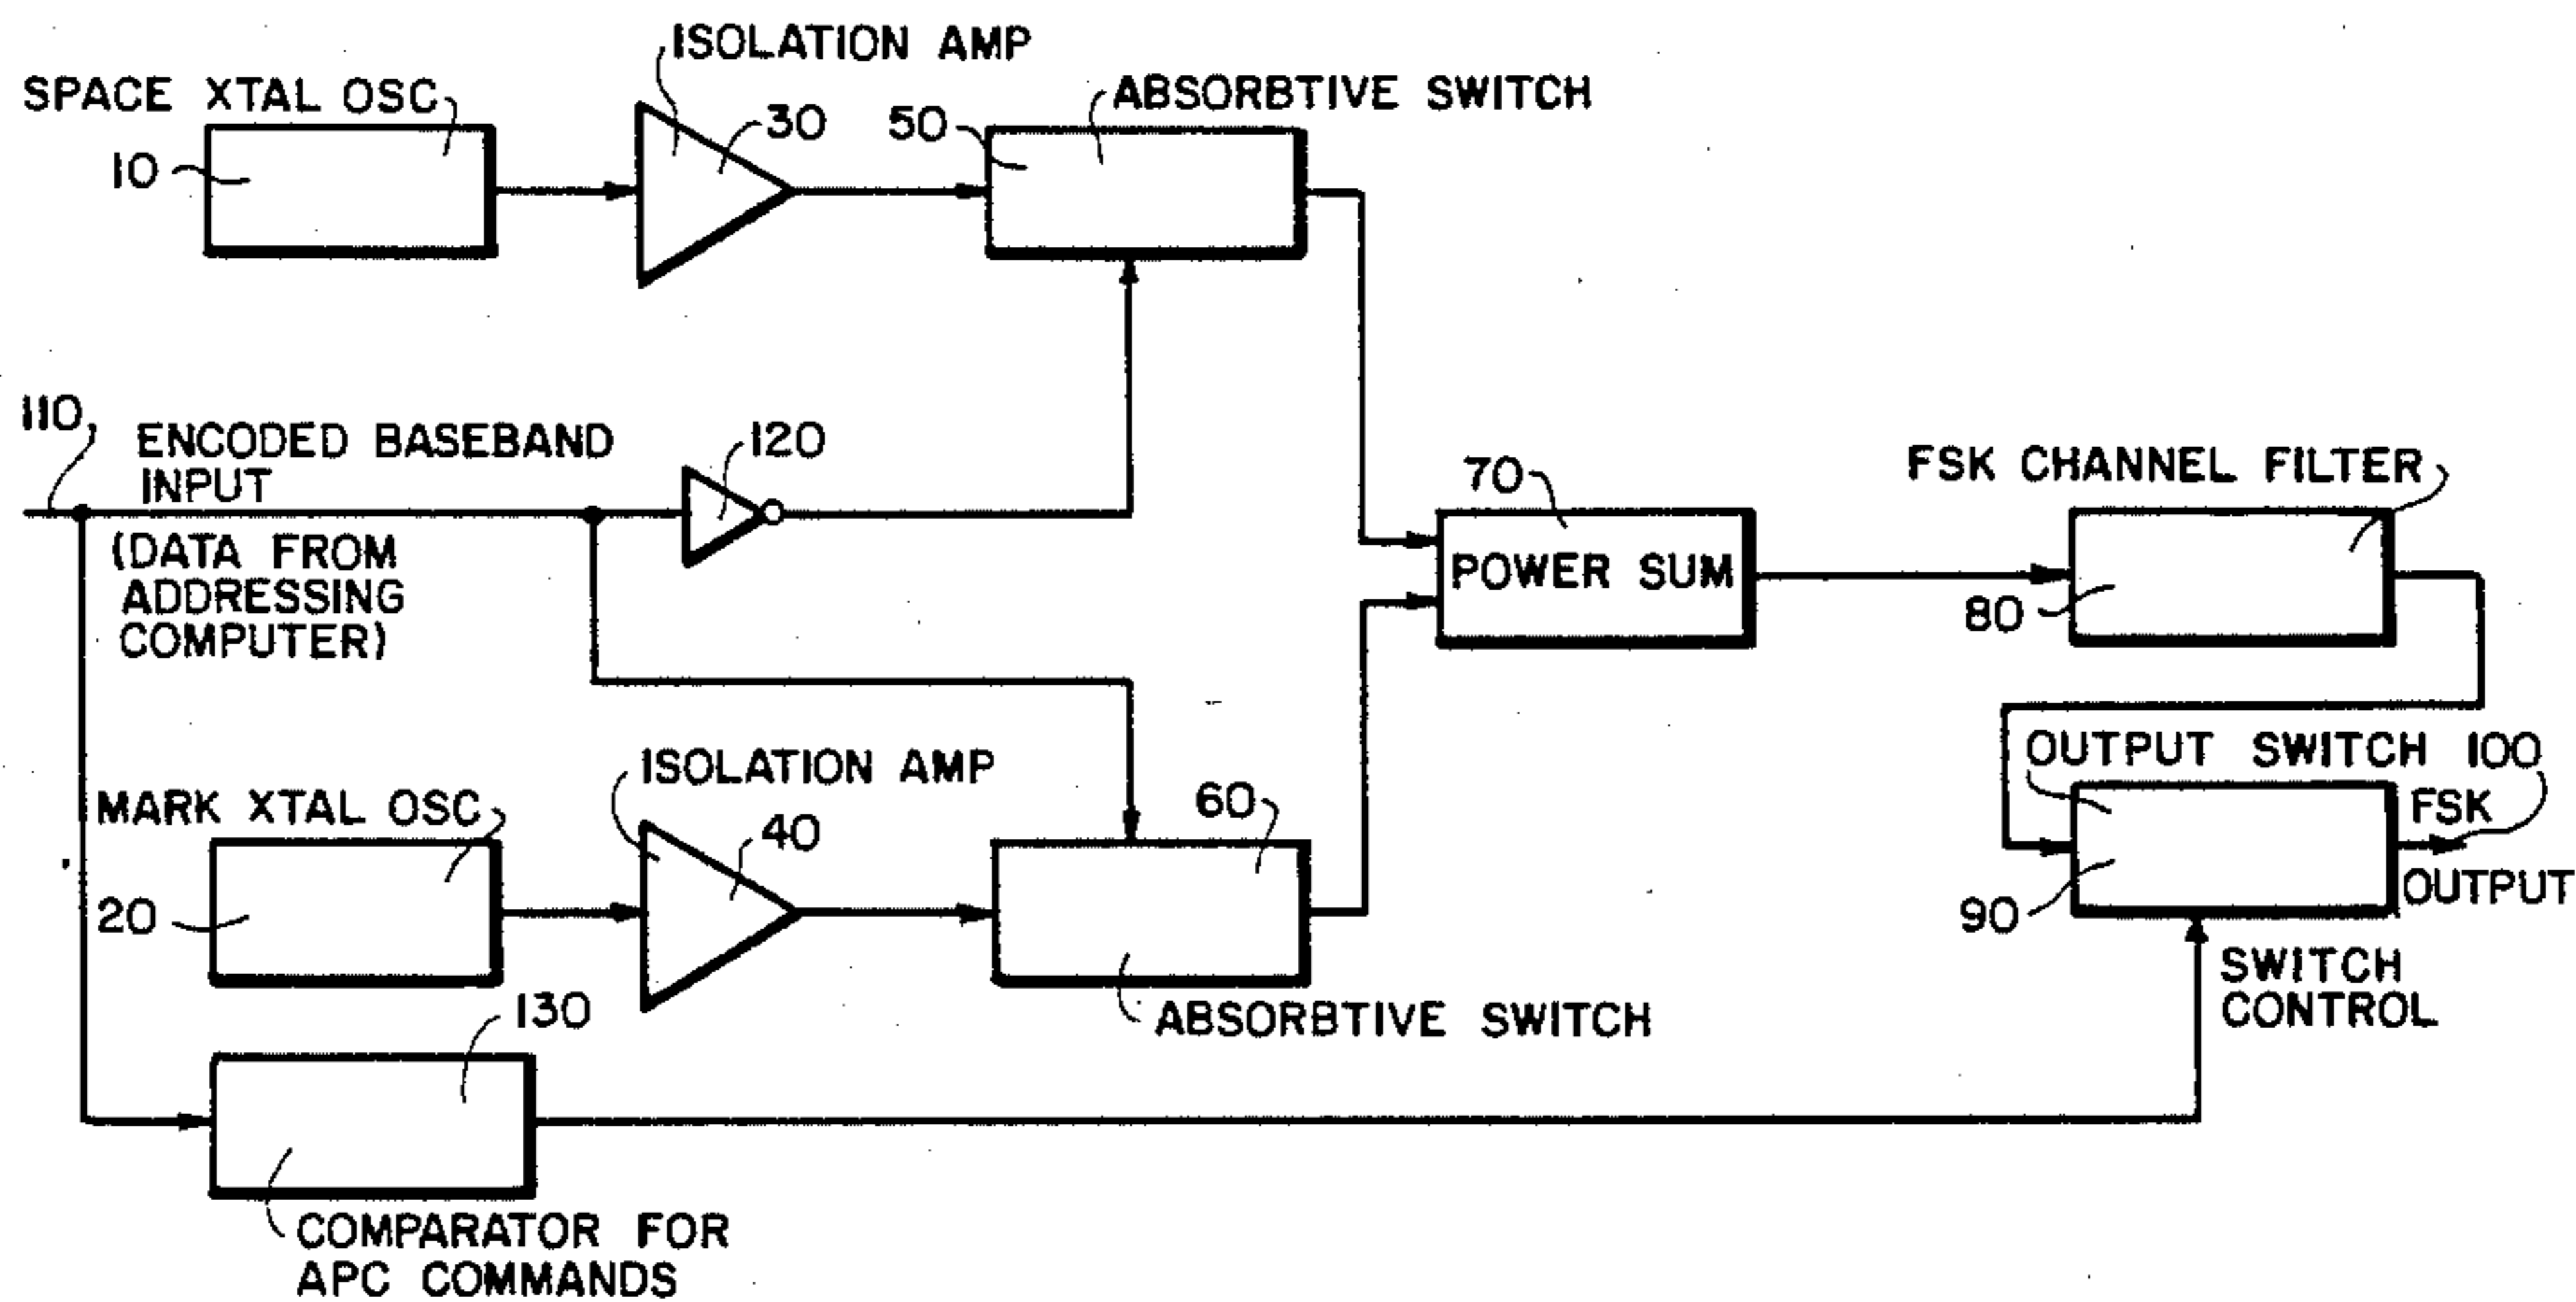 ISOLATION AMP
SPACE XTAL OSC
ABSORBTIVE SWITCH
10
30
50
110
ENCODED BASEBAND
INPUT
(DATA FROM
ADDRESSING
COMPUTER)
120
70
POWER SUM
FSK CHANNEL FILTER
80
OUTPUT SWITCH 100
FSK
OUTPUT
90
SWITCH
CONTROL
ISOLATION AMP
MARK XTAL OSC
20
40
60
ABSORBTIVE SWITCH
130
COMPARATOR FOR
APC COMMANDS